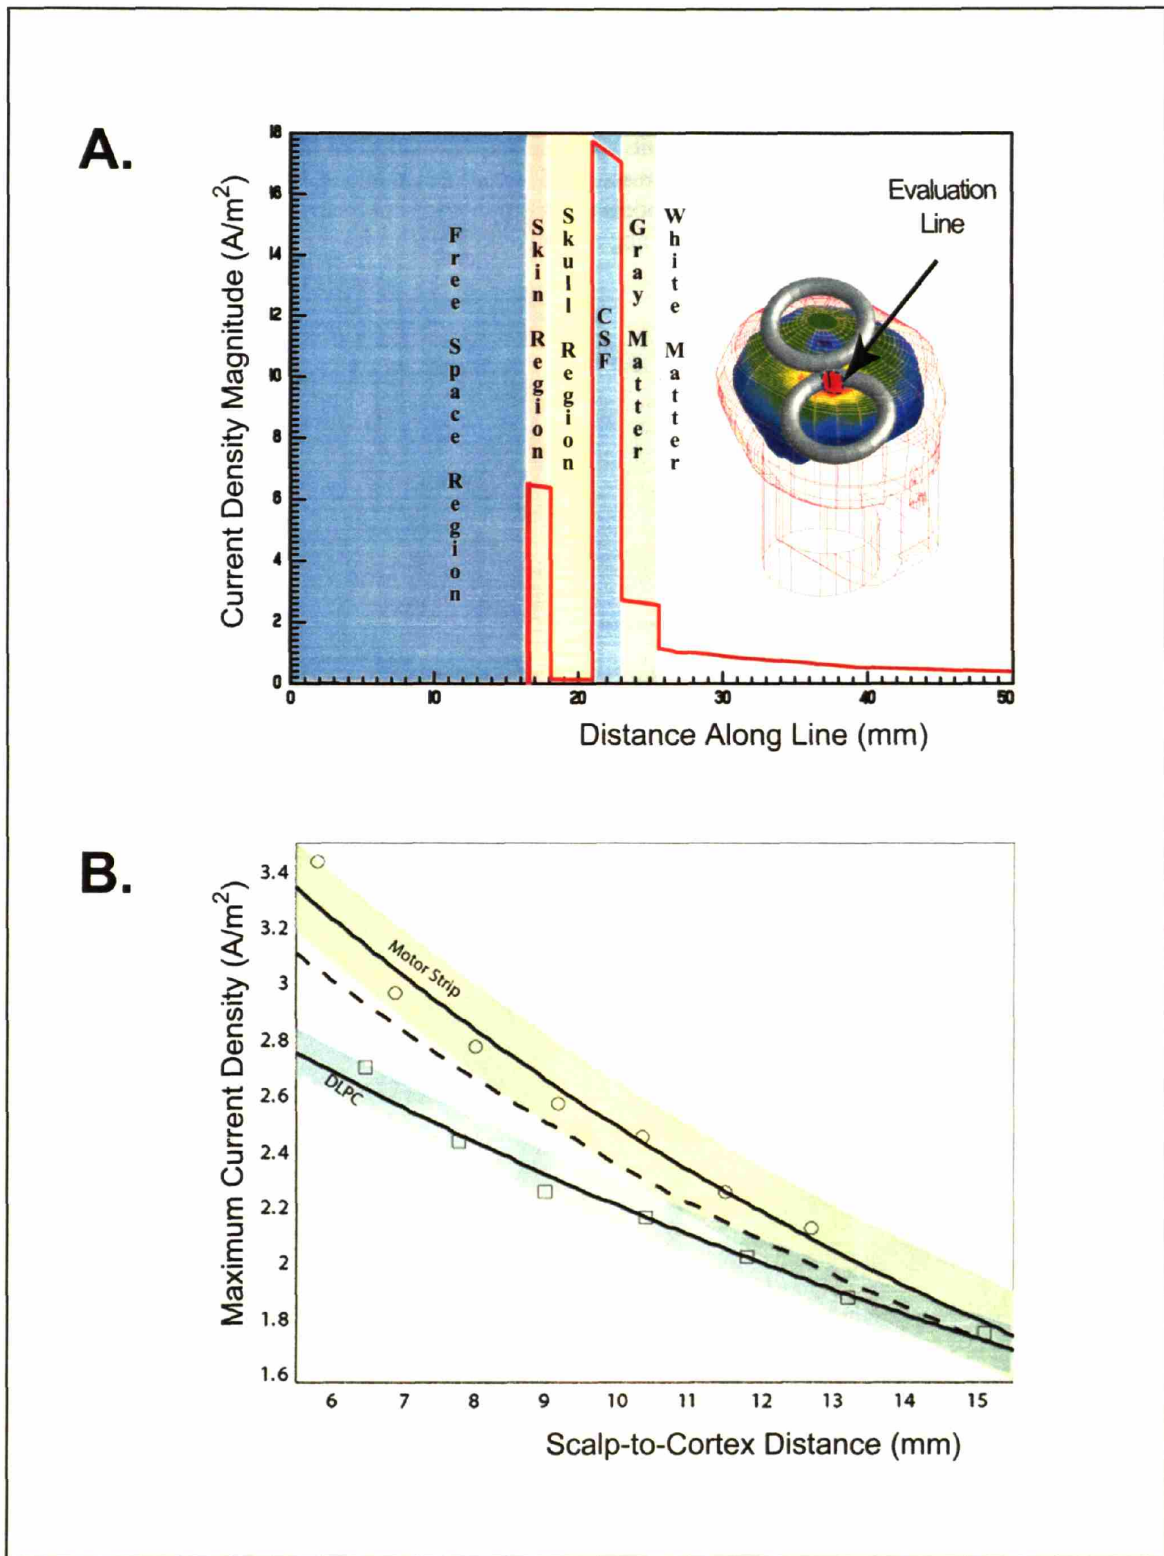 A.
Current Density Magnitude (A/m²)
18
16
14
12
10
8
6
4
2
0
Free Space Region
Skin Region
Skull Region
CSF
Gray Matter
White Matter
Evaluation
Line
0
10
20
30
40
50
Distance Along Line (mm)
B.
Maximum Current Density (A/m²)
3.4
3.2
3
2.8
2.6
2.4
2.2
2
1.8
1.6
Motor Strip
DLPC
6
7
8
9
10
11
12
13
14
15
Scalp-to-Cortex Distance (mm)